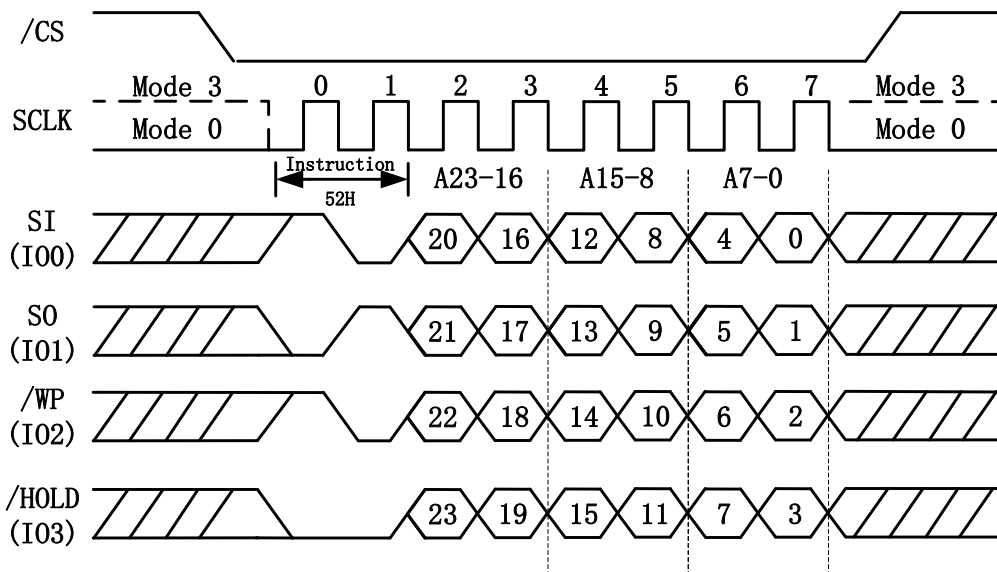 /CS
Mode 3 0 1 2 3 4 5 6 7 Mode 3
SCLK
Mode 0 Mode 0
Instruction
52H
A23-16 A15-8 A7-0
SI
(IO0)
20 16 12 8 4 0
SO
(IO1)
21 17 13 9 5 1
/WP
(IO2)
22 18 14 10 6 2
/HOLD
(IO3)
23 19 15 11 7 3